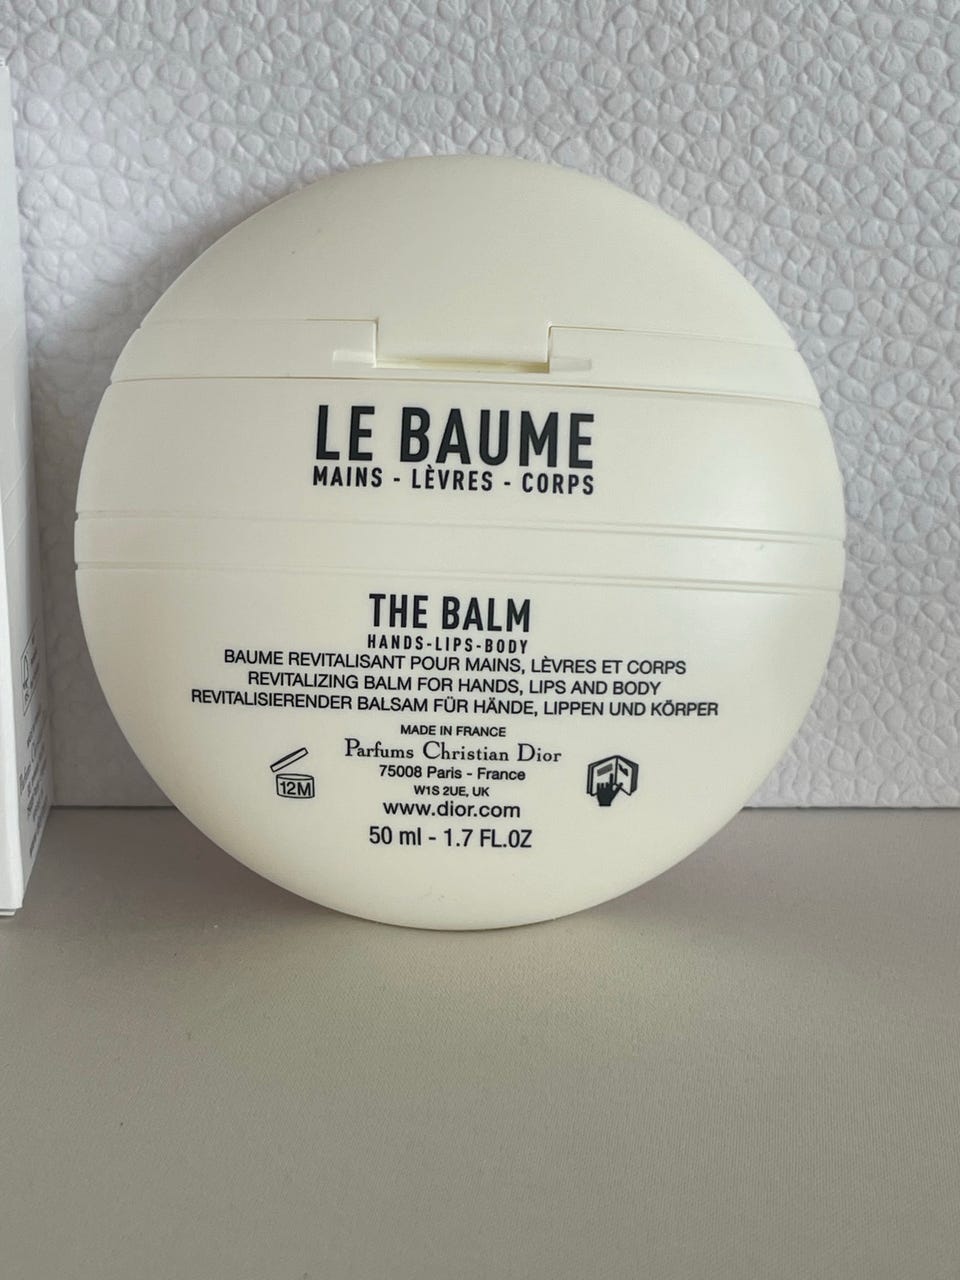 LE BAUME
MAINS - LÈVRES - CORPS
THE BALM
HANDS-LIPS-BODY
BAUME REVITALISANT POUR MAINS, LÈVRES ET CORPS
REVITALIZING BALM FOR HANDS, LIPS AND BODY
REVITALISIERENDER BALSAM FÜR HÄNDE, LIPPEN UND KÖRPER
MADE IN FRANCE
Parfums Christian Dior
75008 Paris - France
W1S 2UE, UK
12M
www.dior.com
50 ml - 1.7 FL.OZ